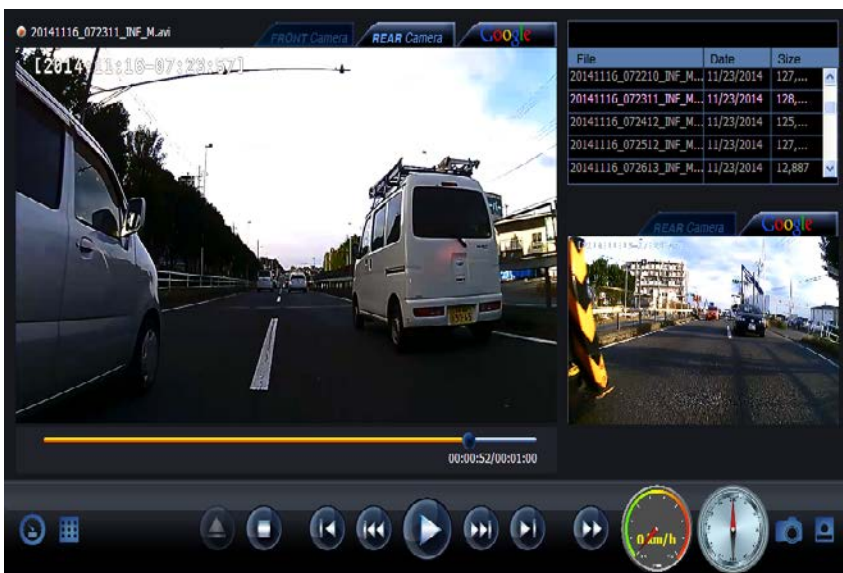 20141116_072311_INF_M.avi
FRONT Camera
REAR Camera
Google
[2014:11:16-07:23:57]
File Date Size
20141116_072210_INF_M... 11/23/2014 127,...
20141116_072311_INF_M... 11/23/2014 128,...
20141116_072412_INF_M... 11/23/2014 125,...
20141116_072512_INF_M... 11/23/2014 127,...
20141116_072613_INF_M... 11/23/2014 12,887
REAR Camera
Google
00:00:52/00:01:00
0 km/h